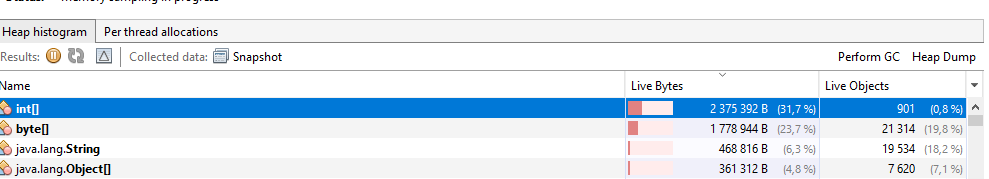 Status: memory sampling in progress
Heap histogram Per thread allocations
Results: Collected data: Snapshot Perform GC Heap Dump
Name Live Bytes Live Objects
int[] 2 375 392 B (31,7 %) 901 (0,8 %)
byte[] 1 778 944 B (23,7 %) 21 314 (19,8 %)
java.lang.String 468 816 B (6,3 %) 19 534 (18,2 %)
java.lang.Object[] 361 312 B (4,8 %) 7 620 (7,1 %)